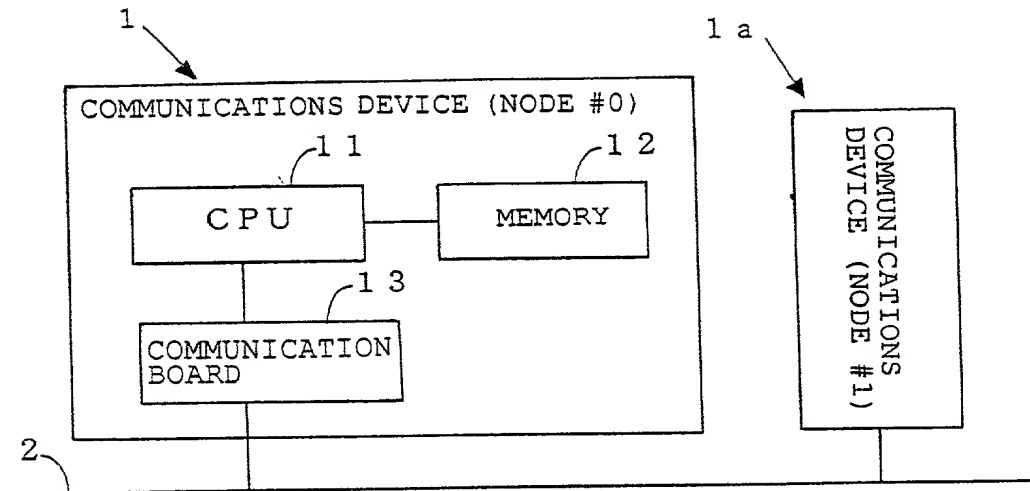 1
1 a
COMMUNICATIONS DEVICE (NODE #0)
1 1
1 2
CPU
MEMORY
1 3
COMMUNICATION
BOARD
COMMUNICATIONS
DEVICE (NODE #1)
2